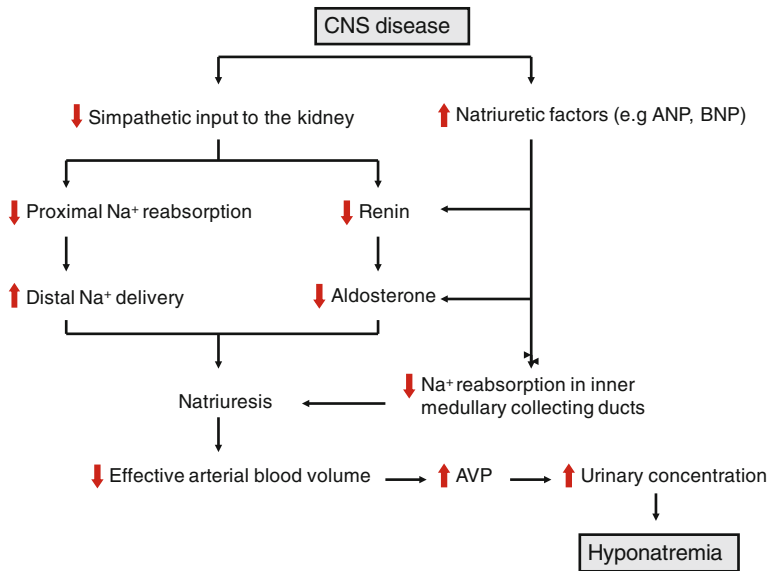 CNS disease
Simpathetic input to the kidney
Natriuretic factors (e.g ANP, BNP)
Proximal Na⁺ reabsorption
Renin
Distal Na⁺ delivery
Aldosterone
Natriuresis
Na⁺ reabsorption in inner
medullary collecting ducts
Effective arterial blood volume
AVP
Urinary concentration
Hyponatremia